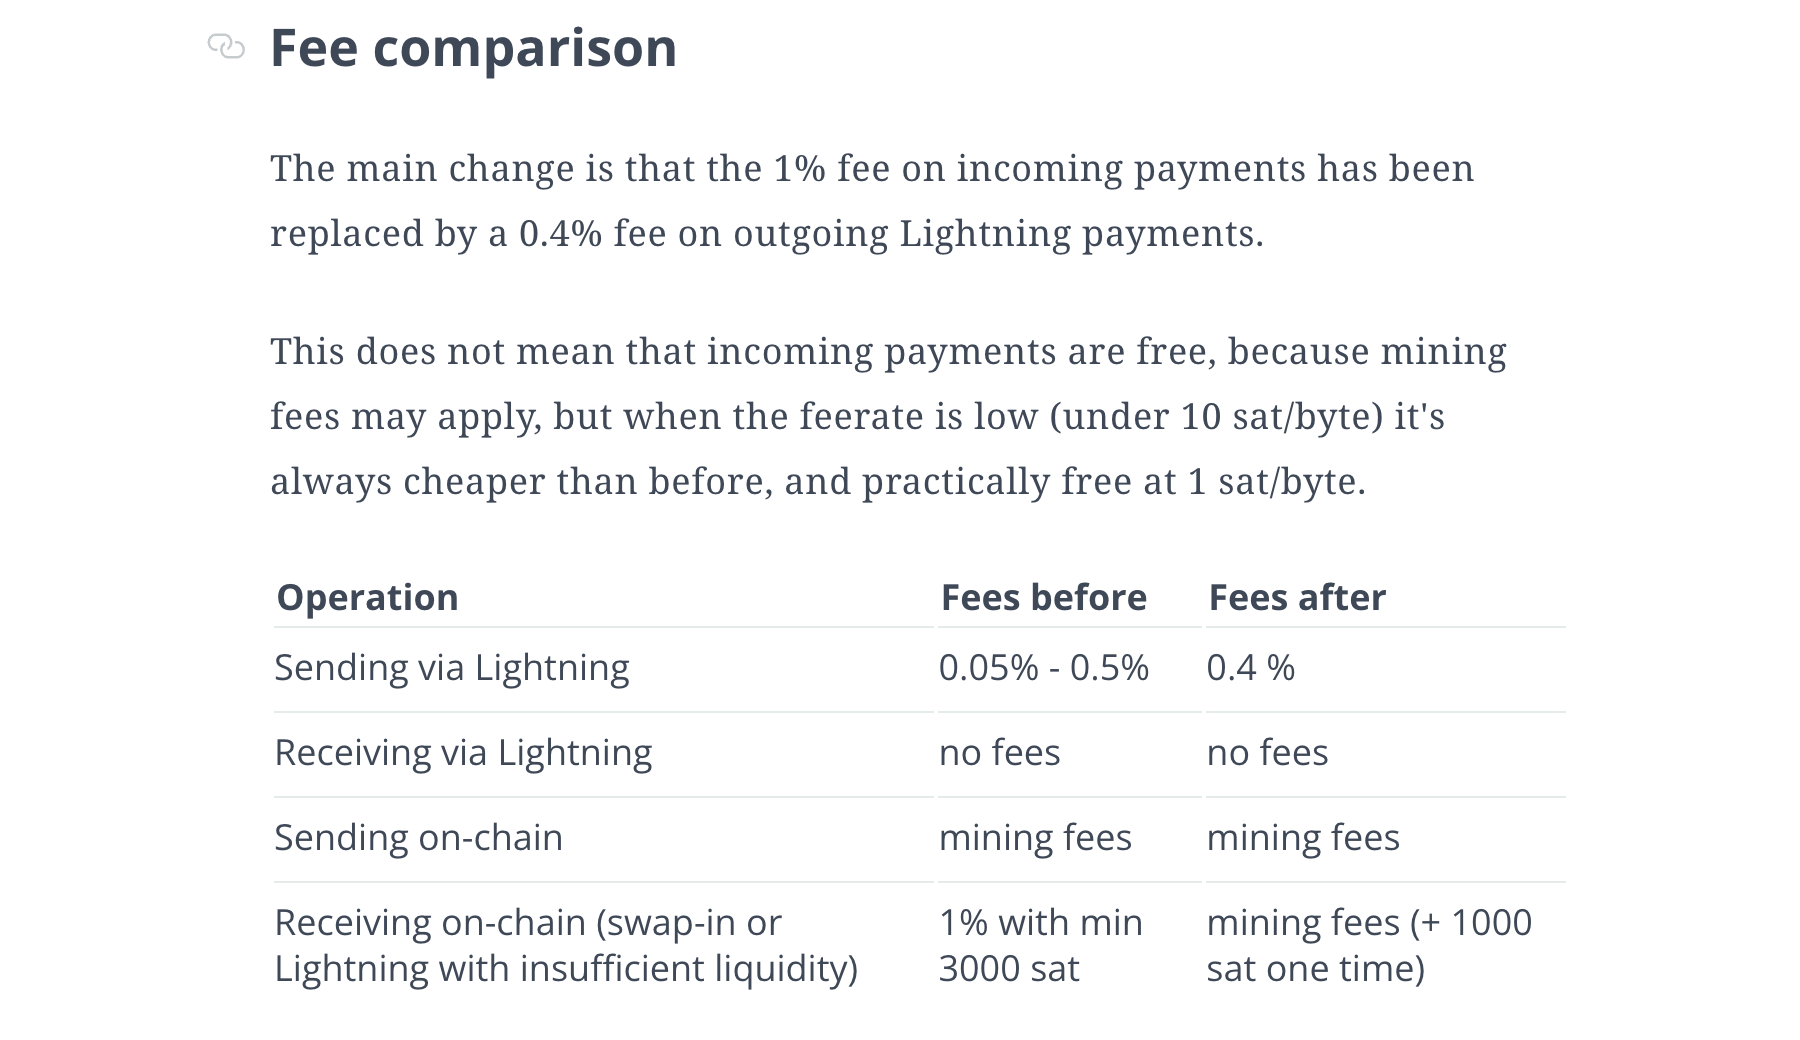 Fee comparison
The main change is that the 1% fee on incoming payments has been
replaced by a 0.4% fee on outgoing Lightning payments.
This does not mean that incoming payments are free, because mining
fees may apply, but when the feerate is low (under 10 sat/byte) it's
always cheaper than before, and practically free at 1 sat/byte.
Operation Fees before Fees after
Sending via Lightning 0.05% - 0.5% 0.4 %
Receiving via Lightning no fees no fees
Sending on-chain mining fees mining fees
Receiving on-chain (swap-in or 1% with min mining fees (+ 1000
Lightning with insufficient liquidity) 3000 sat sat one time)